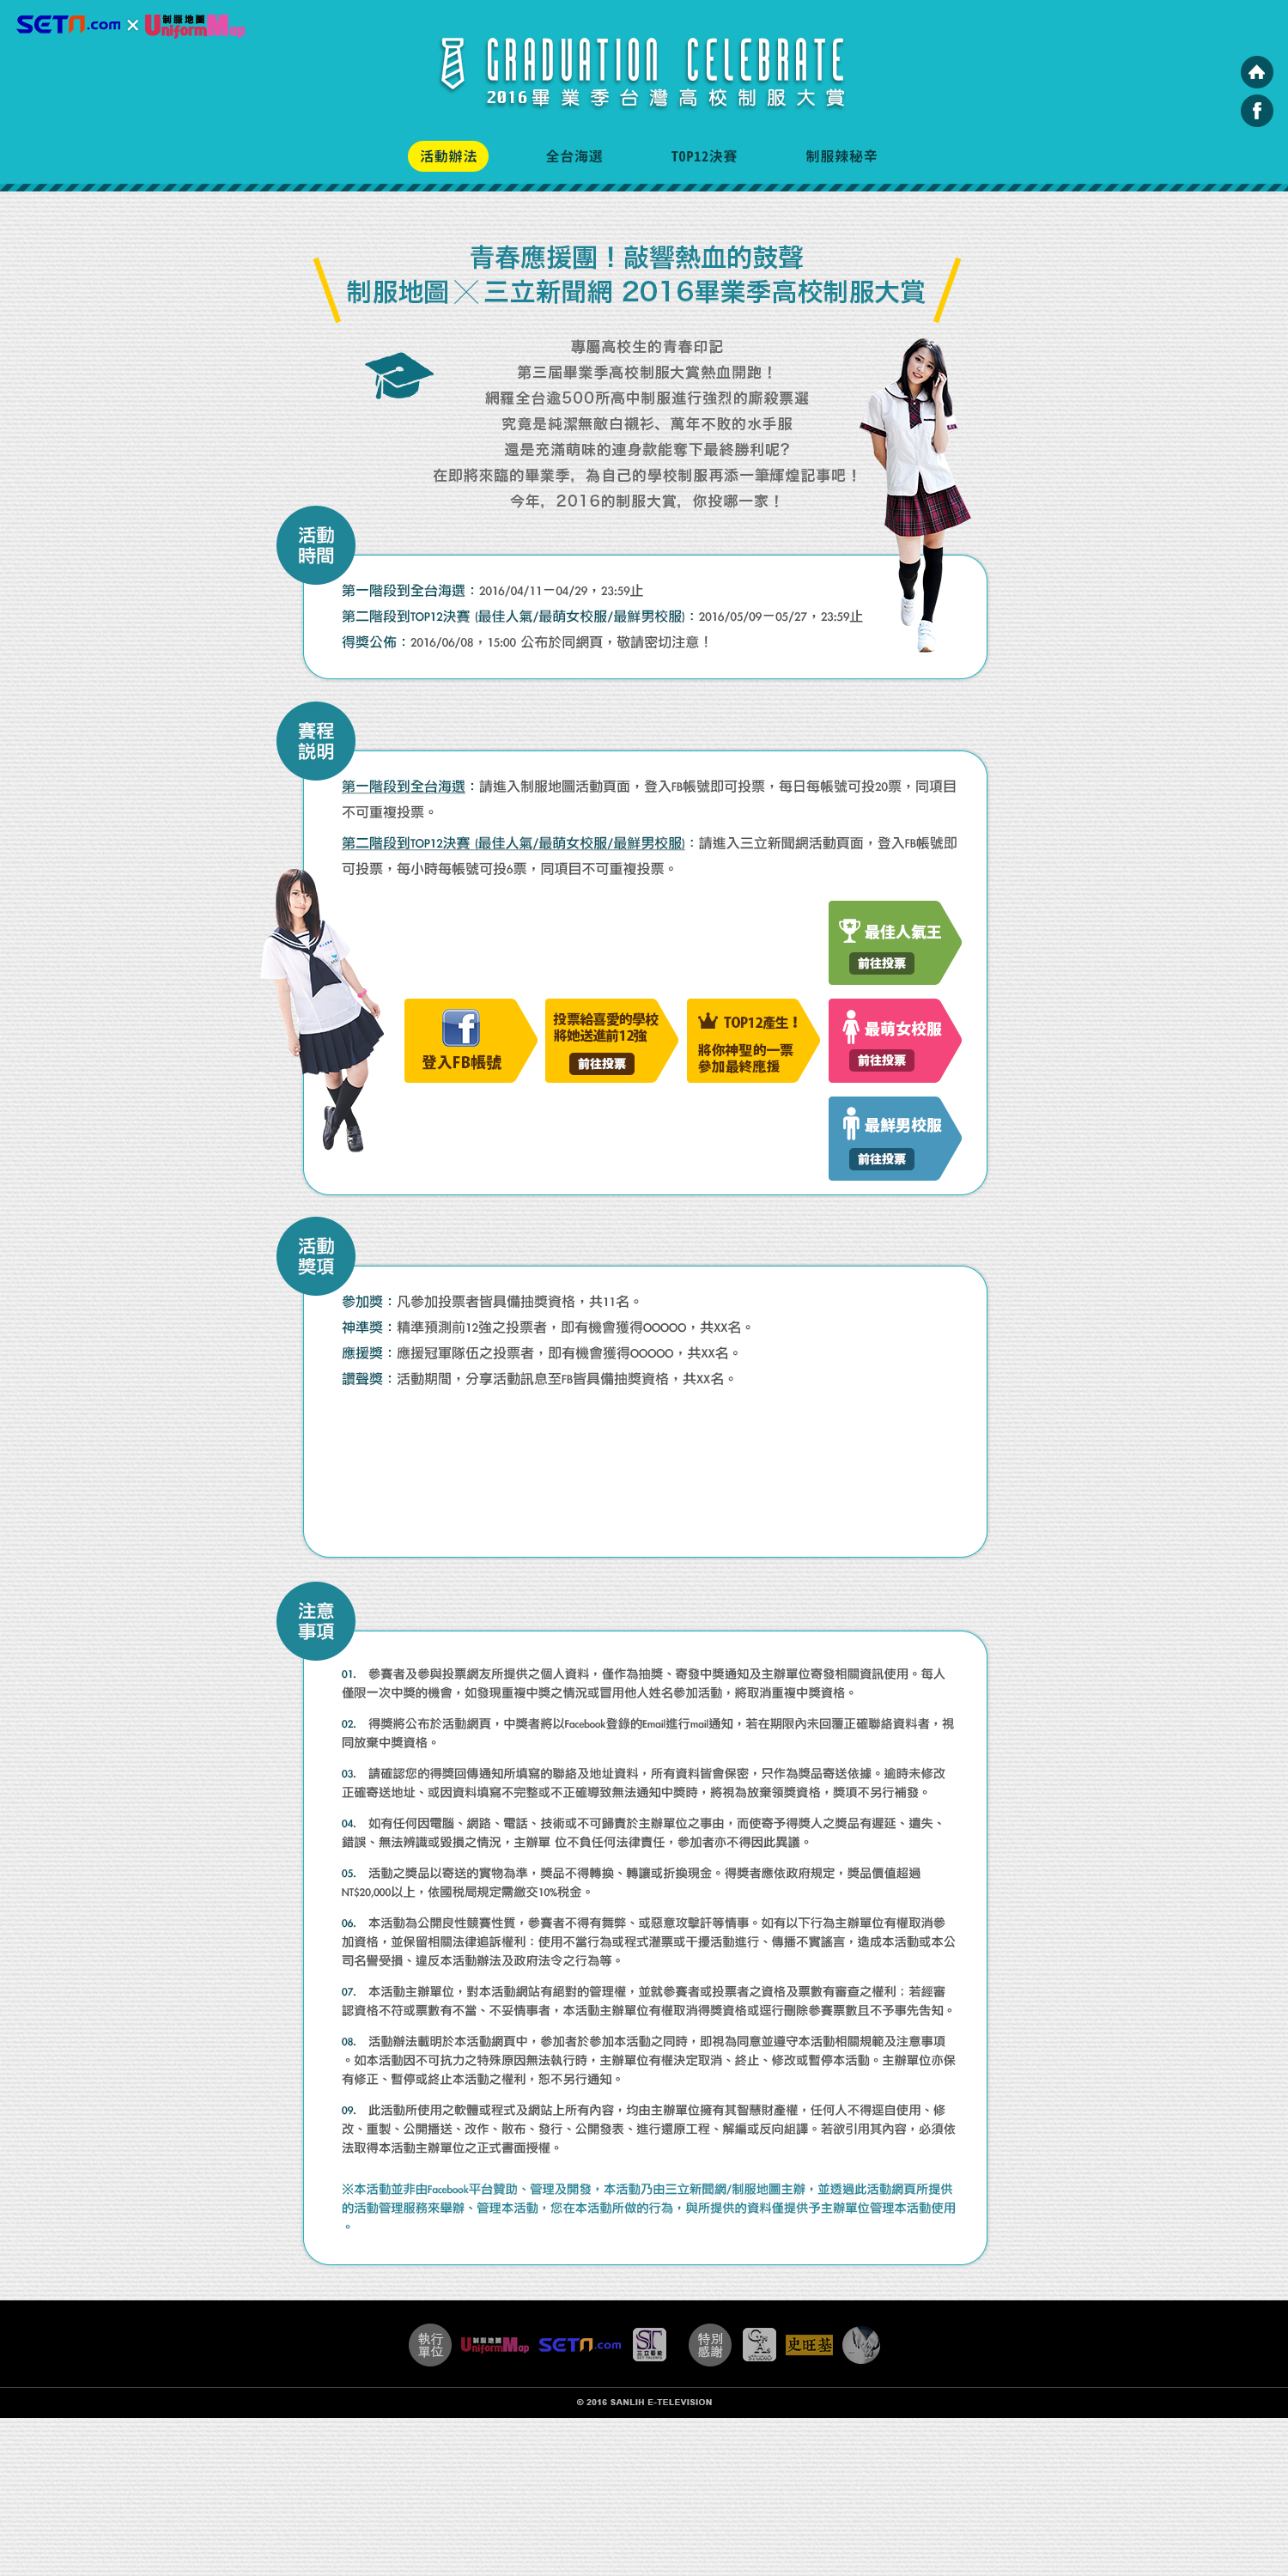 SETN.com × 制服地圖 UniformMap
GRADUATION CELEBRATE
2016畢業季台灣高校制服大賞
活動辦法 全台海選 TOP12決賽 制服辣秘辛
青春應援團！敲響熱血的鼓聲
制服地圖╳三立新聞網 2016畢業季高校制服大賞
專屬高校生的青春印記
第三屆畢業季高校制服大賞熱血開跑！
網羅全台逾500所高中制服進行強烈的廝殺票選
究竟是純潔無敵白襯衫、萬年不敗的水手服
還是充滿萌味的連身款能奪下最終勝利呢?
在即將來臨的畢業季，為自己的學校制服再添一筆輝煌記事吧！
今年，2016的制服大賞，你投哪一家！
活動
時間
第一階段到全台海選：2016/04/11－04/29，23:59止
第二階段到TOP12決賽 (最佳人氣/最萌女校服/最鮮男校服)：2016/05/09－05/27，23:59止
得獎公佈：2016/06/08，15:00 公布於同網頁，敬請密切注意！
賽程
説明
第一階段到全台海選：請進入制服地圖活動頁面，登入FB帳號即可投票，每日每帳號可投20票，同項目
不可重複投票。
第二階段到TOP12決賽 (最佳人氣/最萌女校服/最鮮男校服)：請進入三立新聞網活動頁面，登入FB帳號即
可投票，每小時每帳號可投6票，同項目不可重複投票。
最佳人氣王
前往投票
登入FB帳號
投票給喜愛的學校
將她送進前12強
前往投票
TOP12產生！
將你神聖的一票
參加最終應援
最萌女校服
前往投票
最鮮男校服
前往投票
活動
獎項
參加獎：凡參加投票者皆具備抽獎資格，共11名。
神準獎：精準預測前12強之投票者，即有機會獲得OOOOO，共XX名。
應援獎：應援冠軍隊伍之投票者，即有機會獲得OOOOO，共XX名。
讚聲獎：活動期間，分享活動訊息至FB皆具備抽獎資格，共XX名。
注意
事項
01. 參賽者及參與投票網友所提供之個人資料，僅作為抽獎、寄發中獎通知及主辦單位寄發相關資訊使用。每人
僅限一次中獎的機會，如發現重複中獎之情況或冒用他人姓名參加活動，將取消重複中獎資格。
02. 得獎將公布於活動網頁，中獎者將以Facebook登錄的Email進行mail通知，若在期限內未回覆正確聯絡資料者，視
同放棄中獎資格。
03. 請確認您的得獎回傳通知所填寫的聯絡及地址資料，所有資料皆會保密，只作為獎品寄送依據。逾時未修改
正確寄送地址、或因資料填寫不完整或不正確導致無法通知中獎時，將視為放棄領獎資格，獎項不另行補發。
04. 如有任何因電腦、網路、電話、技術或不可歸責於主辦單位之事由，而使寄予得獎人之獎品有遲延、遺失、
錯誤、無法辨識或毀損之情況，主辦單 位不負任何法律責任，參加者亦不得因此異議。
05. 活動之獎品以寄送的實物為準，獎品不得轉換、轉讓或折換現金。得獎者應依政府規定，獎品價值超過
NT$20,000以上，依國稅局規定需繳交10%稅金。
06. 本活動為公開良性競賽性質，參賽者不得有舞弊、或惡意攻擊訐等情事。如有以下行為主辦單位有權取消參
加資格，並保留相關法律追訴權利：使用不當行為或程式灌票或干擾活動進行、傳播不實謠言，造成本活動或本公
司名譽受損、違反本活動辦法及政府法令之行為等。
07. 本活動主辦單位，對本活動網站有絕對的管理權，並就參賽者或投票者之資格及票數有審查之權利；若經審
認資格不符或票數有不當、不妥情事者，本活動主辦單位有權取消得獎資格或逕行刪除參賽票數且不予事先告知。
08. 活動辦法載明於本活動網頁中，參加者於參加本活動之同時，即視為同意並遵守本活動相關規範及注意事項
。如本活動因不可抗力之特殊原因無法執行時，主辦單位有權決定取消、終止、修改或暫停本活動。主辦單位亦保
有修正、暫停或終止本活動之權利，恕不另行通知。
09. 此活動所使用之軟體或程式及網站上所有內容，均由主辦單位擁有其智慧財產權，任何人不得逕自使用、修
改、重製、公開播送、改作、散布、發行、公開發表、進行還原工程、解編或反向組譯。若欲引用其內容，必須依
法取得本活動主辦單位之正式書面授權。
※本活動並非由Facebook平台贊助、管理及開發，本活動乃由三立新聞網/制服地圖主辦，並透過此活動網頁所提供
的活動管理服務來舉辦、管理本活動，您在本活動所做的行為，與所提供的資料僅提供予主辦單位管理本活動使用
。
執行
單位
制服地圖 UniformMap SETN.com
特別
感謝
史旺基
© 2016 SANLIH E-TELEVISION